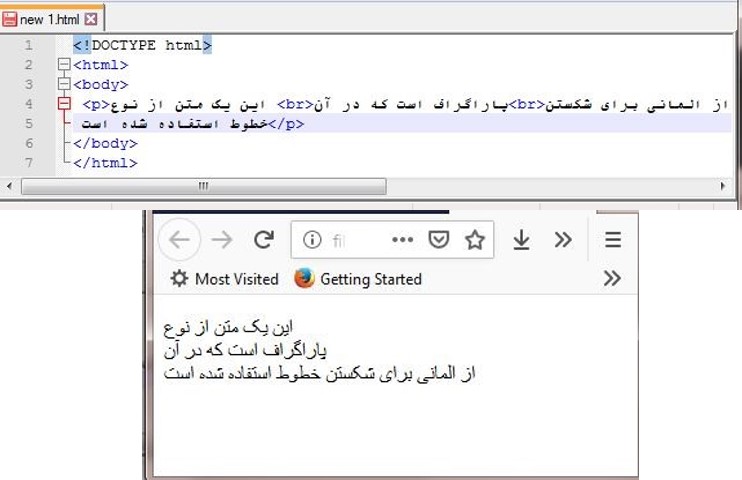 new 1.html
1 <!DOCTYPE html>
2 <html>
3 <body>
4 <p>این یک متن از نوع <br>پاراگراف است که در آن<br>از المانی برای شکستن
5 خطوط استفاده شده است</p>
6 </body>
7 </html>
Most Visited Getting Started
این یک متن از نوع
پاراگراف است که در آن
از المانی برای شکستن خطوط استفاده شده است